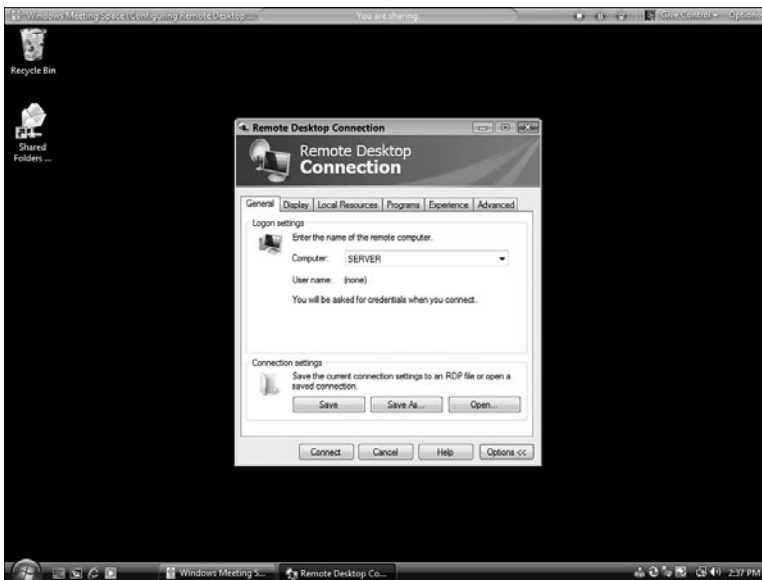 Windows Meeting Space (Configuring Remote Desktop ...
You are sharing.
Give Control
Options
Recycle Bin
Shared
Folders ...
Remote Desktop Connection
Remote Desktop
Connection
General Display Local Resources Programs Experience Advanced
Logon settings
Enter the name of the remote computer.
Computer: SERVER
User name: (none)
You will be asked for credentials when you connect.
Connection settings
Save the current connection settings to an RDP file or open a
saved connection.
Save Save As... Open...
Connect Cancel Help Options <<
Windows Meeting S... Remote Desktop Co... 2:37 PM